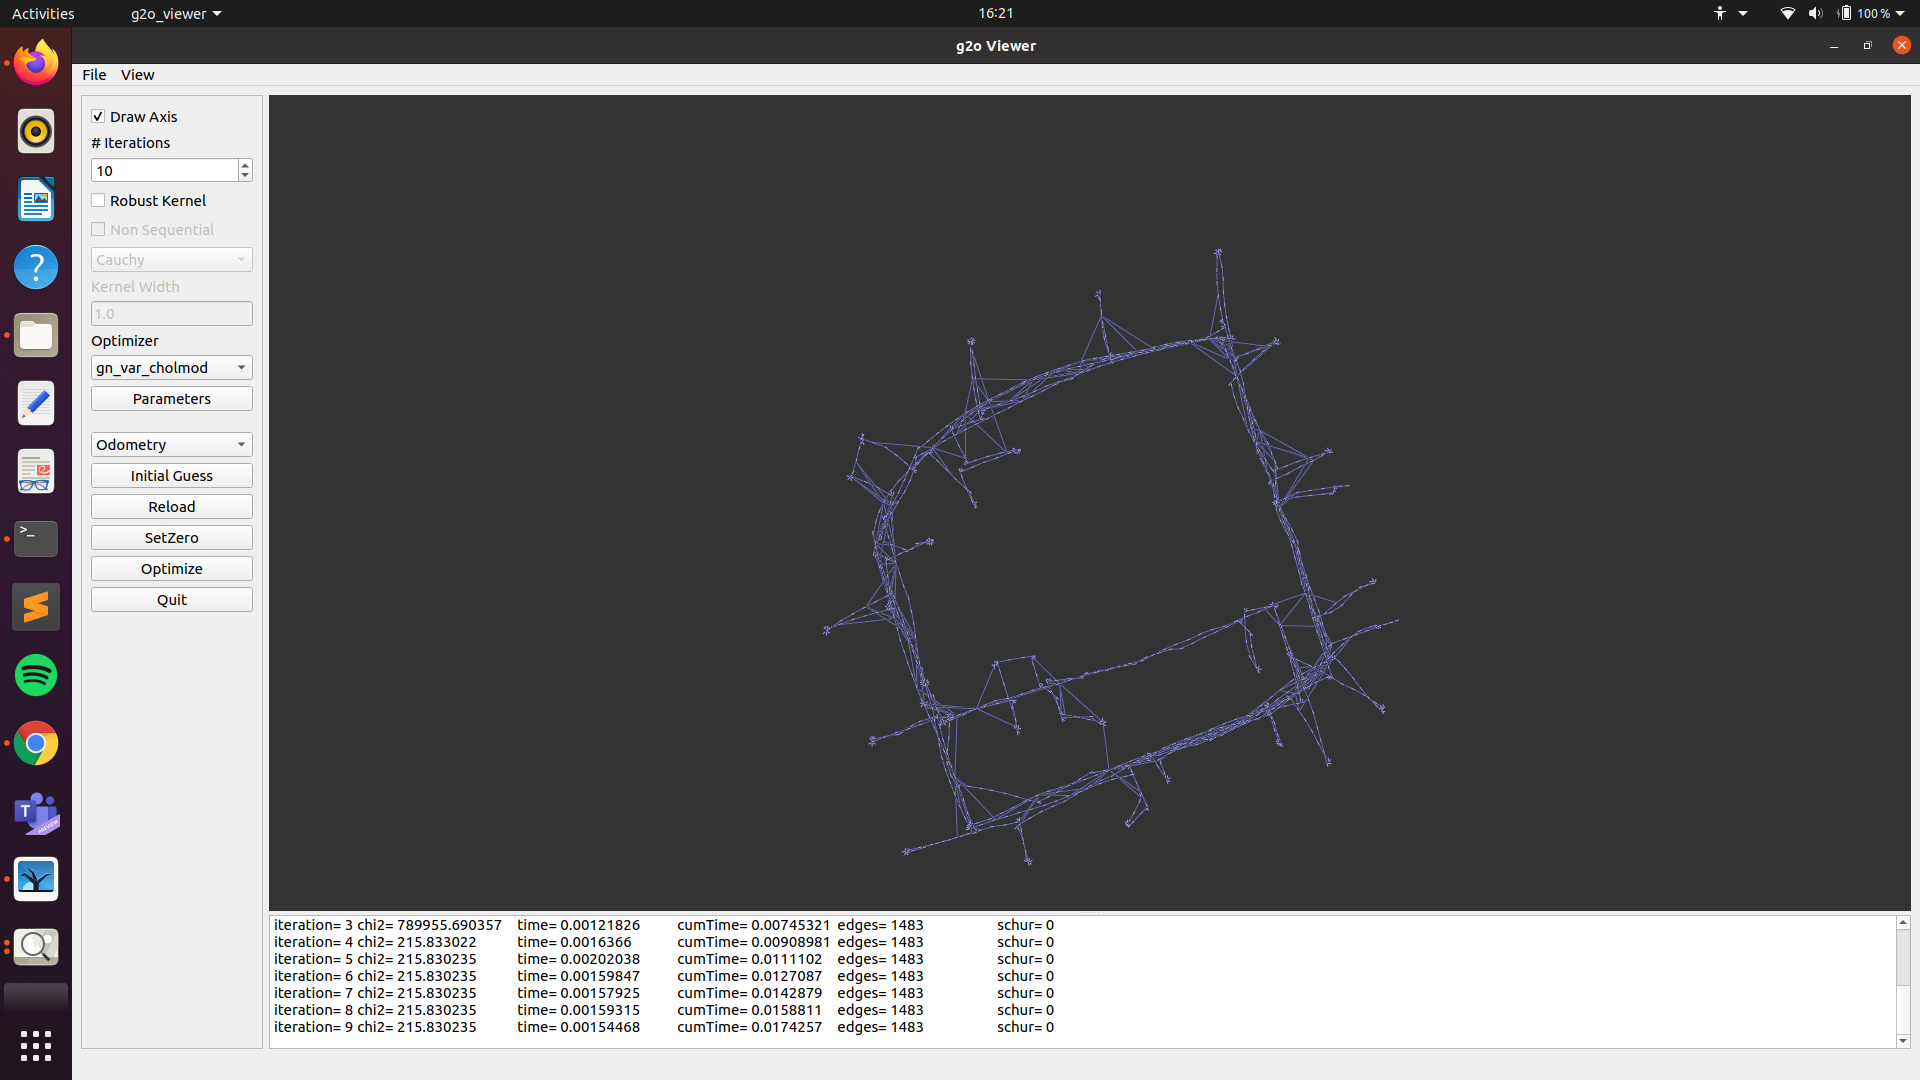 Activities g2o_viewer 16:21 100 %
g2o Viewer
File View
Draw Axis
# Iterations
10
Robust Kernel
Non Sequential
Cauchy
Kernel Width
1.0
Optimizer
gn_var_cholmod
Parameters
Odometry
Initial Guess
Reload
SetZero
Optimize
Quit
iteration= 3 chi2= 789955.690357 time= 0.00121826 cumTime= 0.00745321 edges= 1483 schur= 0
iteration= 4 chi2= 215.833022 time= 0.0016366 cumTime= 0.00908981 edges= 1483 schur= 0
iteration= 5 chi2= 215.830235 time= 0.00202038 cumTime= 0.0111102 edges= 1483 schur= 0
iteration= 6 chi2= 215.830235 time= 0.00159847 cumTime= 0.0127087 edges= 1483 schur= 0
iteration= 7 chi2= 215.830235 time= 0.00157925 cumTime= 0.0142879 edges= 1483 schur= 0
iteration= 8 chi2= 215.830235 time= 0.00159315 cumTime= 0.0158811 edges= 1483 schur= 0
iteration= 9 chi2= 215.830235 time= 0.00154468 cumTime= 0.0174257 edges= 1483 schur= 0